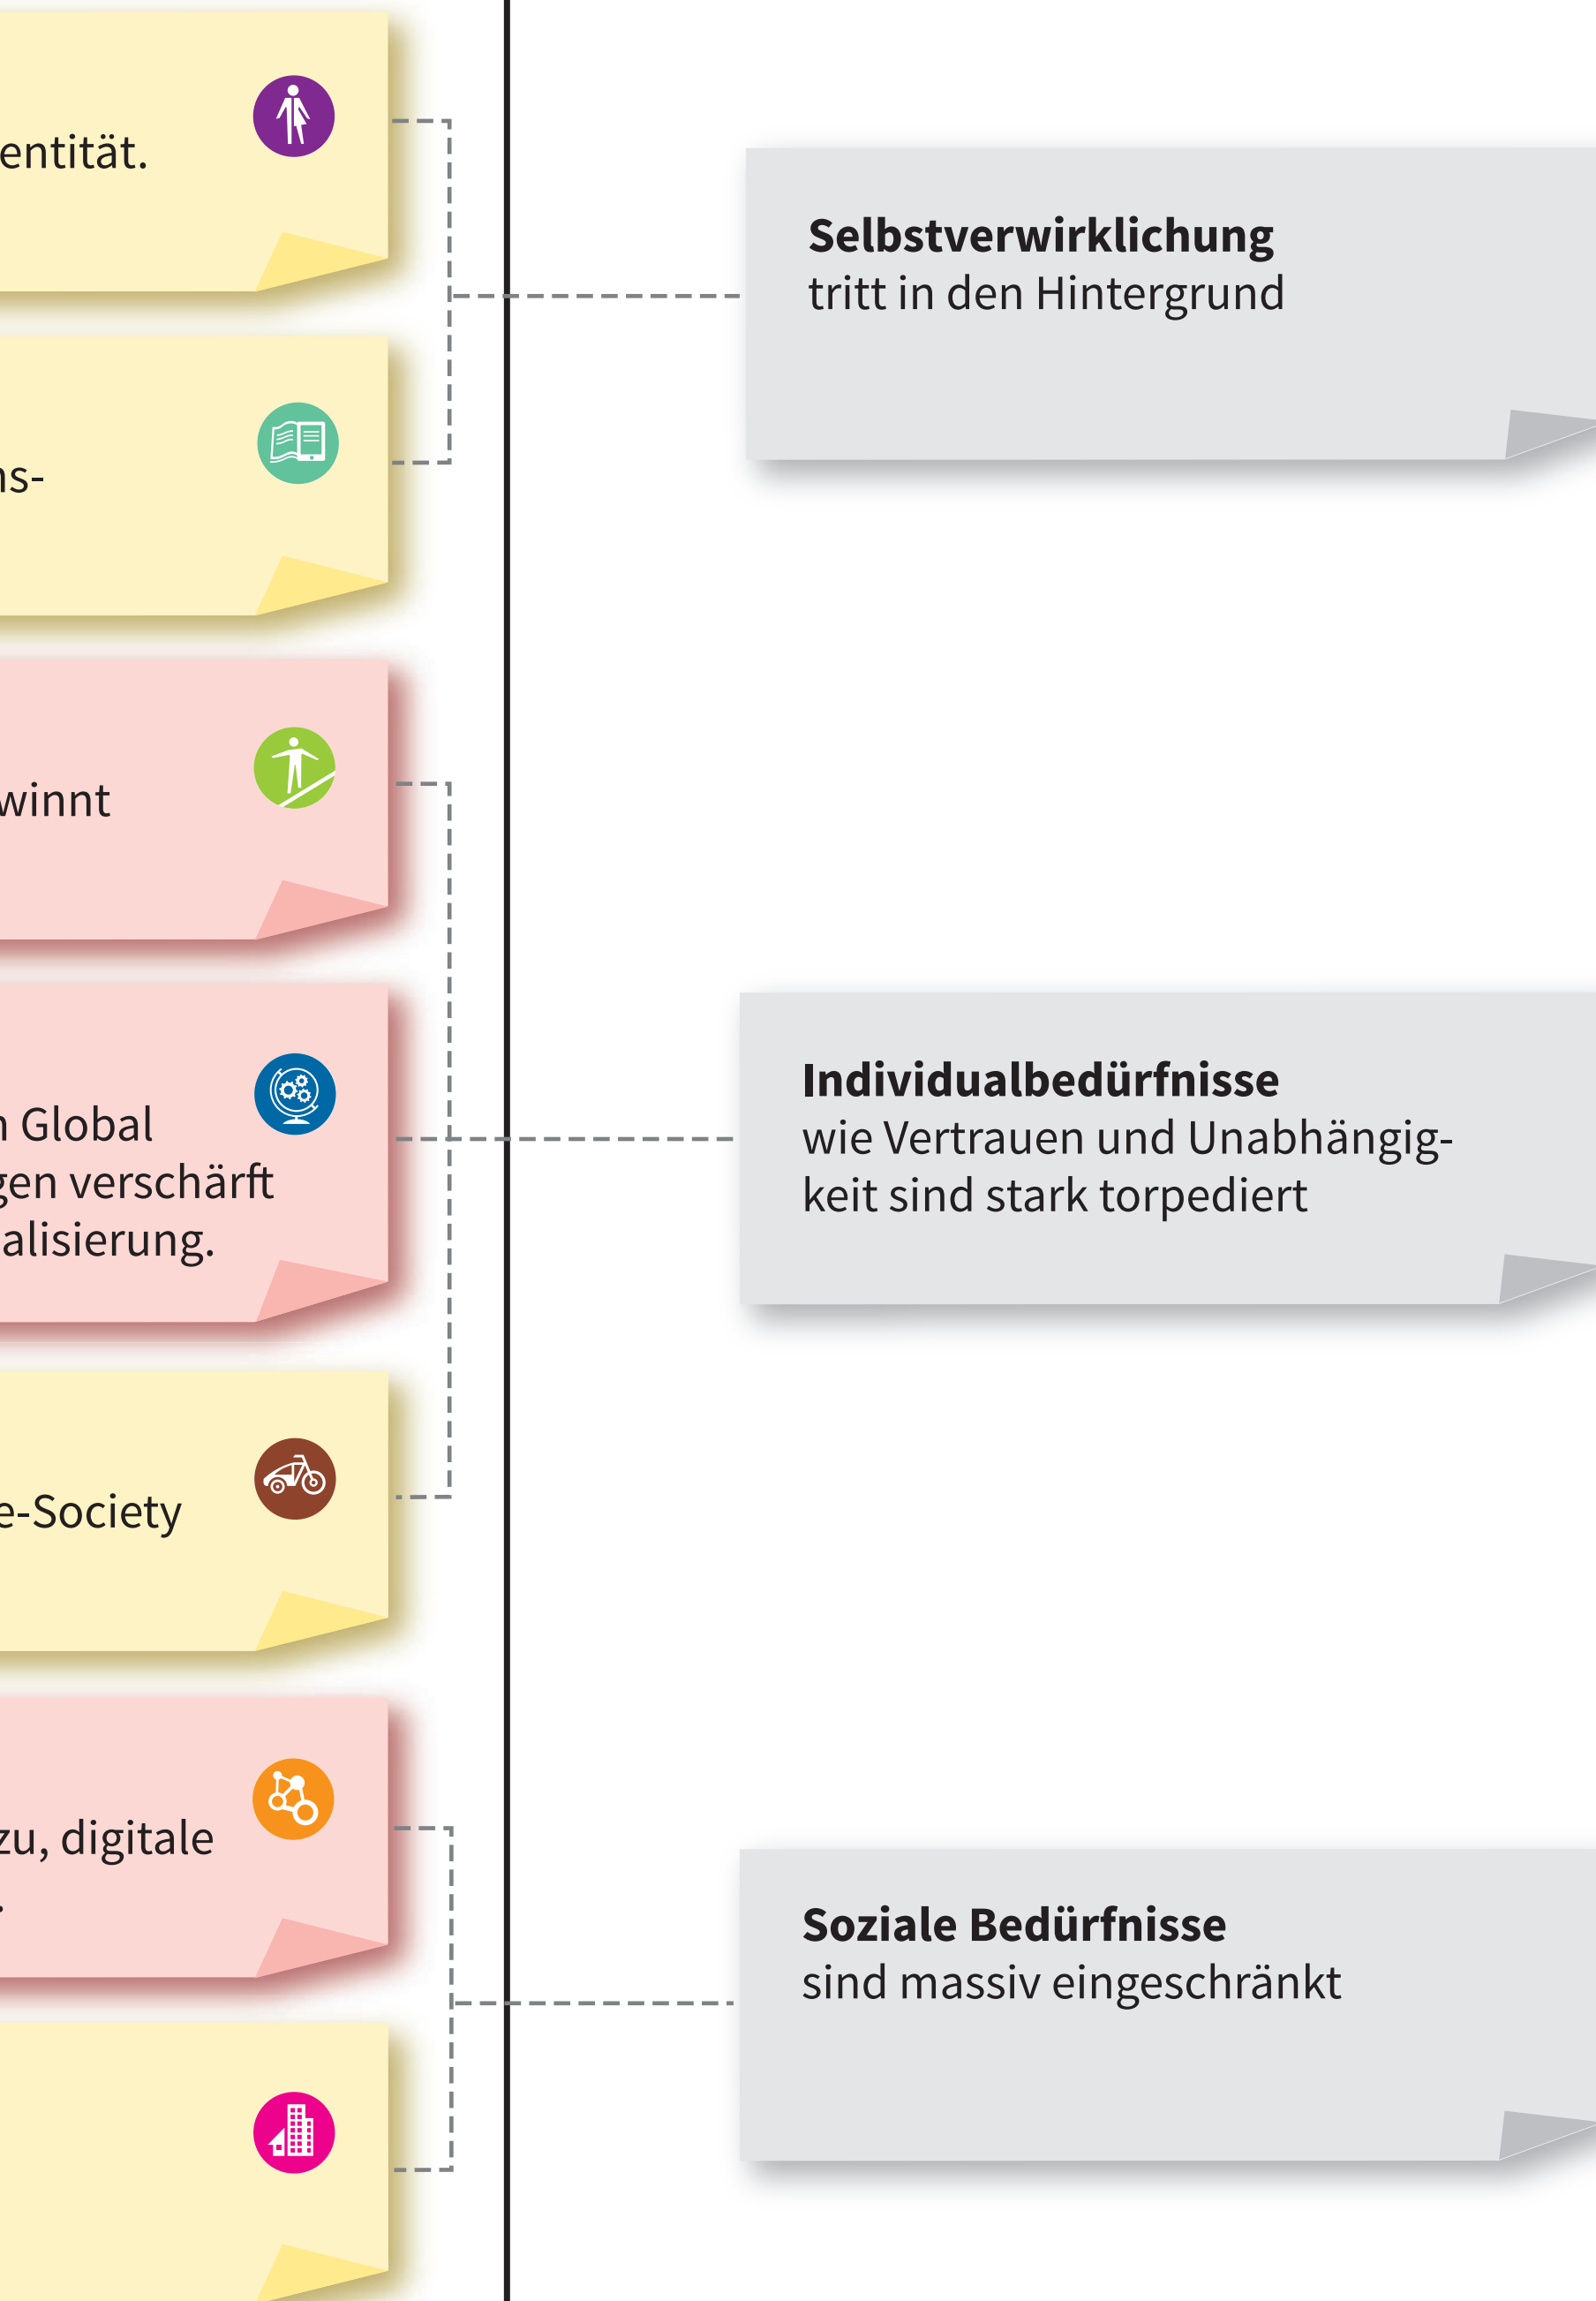 entität.
ns-
winnt
n Global
gen verschärft
alisierung.
e-Society
zu, digitale
.
Selbstverwirklichung
tritt in den Hintergrund
Individualbedürfnisse
wie Vertrauen und Unabhängig-
keit sind stark torpediert
Soziale Bedürfnisse
sind massiv eingeschränkt